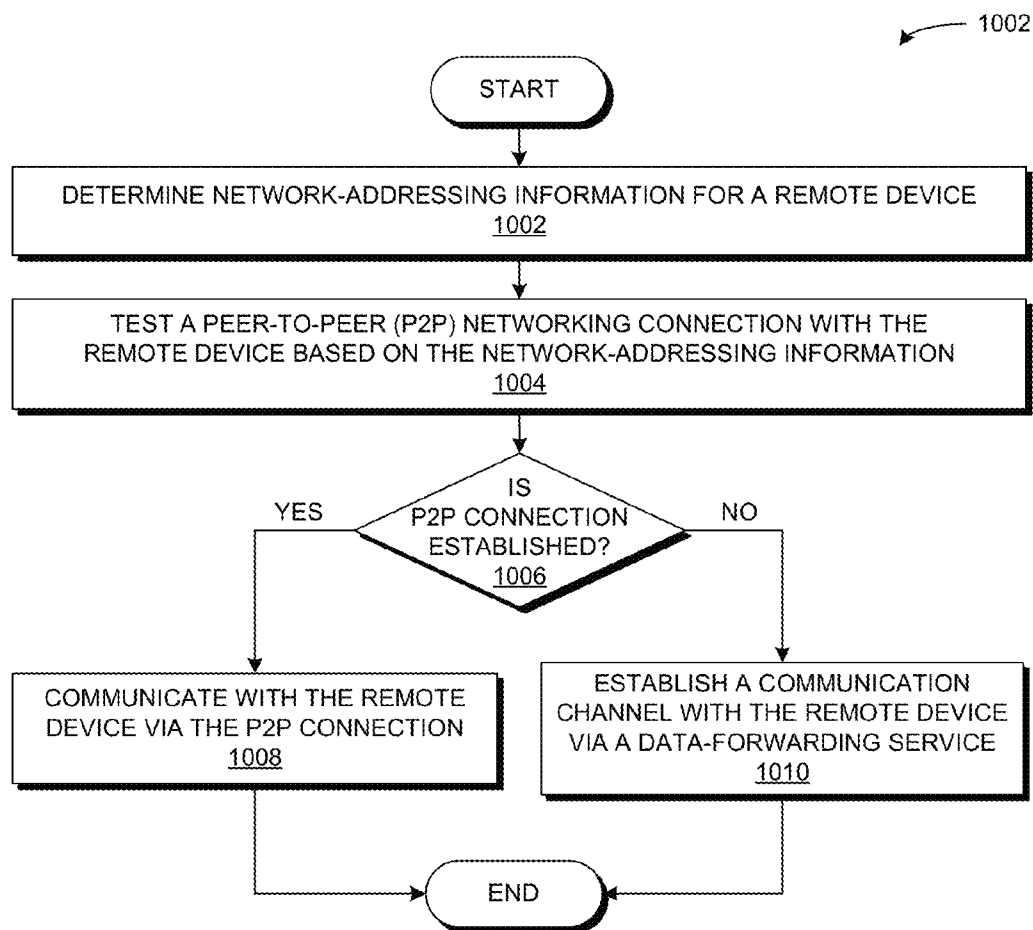 1002
START
DETERMINE NETWORK-ADDRESSING INFORMATION FOR A REMOTE DEVICE
1002
TEST A PEER-TO-PEER (P2P) NETWORKING CONNECTION WITH THE
REMOTE DEVICE BASED ON THE NETWORK-ADDRESSING INFORMATION
1004
IS
P2P CONNECTION
ESTABLISHED?
1006
YES
NO
COMMUNICATE WITH THE REMOTE
DEVICE VIA THE P2P CONNECTION
1008
ESTABLISH A COMMUNICATION
CHANNEL WITH THE REMOTE DEVICE
VIA A DATA-FORWARDING SERVICE
1010
END